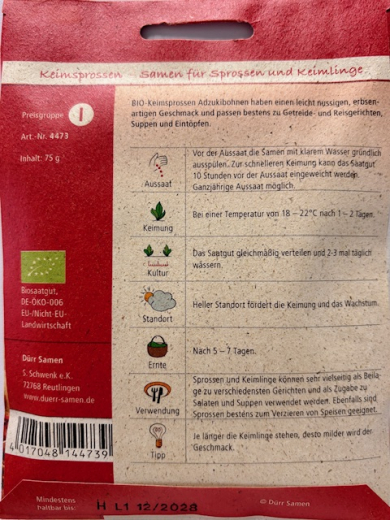 Keimsprossen - Samen für Sprossen und Keimlinge
Preisgruppe I
Art.-Nr. 4473
Inhalt: 75 g
BIO-Keimsprossen Adzukibohnen haben einen leicht nussigen, erbsen-
artigen Geschmack und passen bestens zu Getreide- und Reisgerichten,
Suppen und Eintöpfen.
Aussaat
Vor der Aussaat die Samen mit klarem Wasser gründlich
ausspülen. Zur schnelleren Keimung kann das Saatgut
10 Stunden vor der Aussaat eingeweicht werden.
Ganzjährige Aussaat möglich.
Keimung
Bei einer Temperatur von 18 – 22°C nach 1 – 2 Tagen.
Kultur
Das Saatgut gleichmäßig verteilen und 2-3 mal täglich
wässern.
Standort
Heller Standort fördert die Keimung und das Wachstum.
Ernte
Nach 5 – 7 Tagen.
Verwendung
Sprossen und Keimlinge können sehr vielseitig als Beila-
ge zu verschiedensten Gerichten und als Zugabe zu
Salaten und Suppen verwendet werden. Ebenfalls sind
Sprossen bestens zum Verzieren von Speisen geeignet.
Tipp
Je länger die Keimlinge stehen, desto milder wird der
Geschmack.
Biosaatgut,
DE-ÖKO-006
EU-/Nicht-EU-
Landwirtschaft
Dürr Samen
S. Schwenk e.K.
72768 Reutlingen
www.duerr-samen.de
4 017048 144739
Mindestens
haltbar bis:
H L1 12/2028
© Dürr Samen